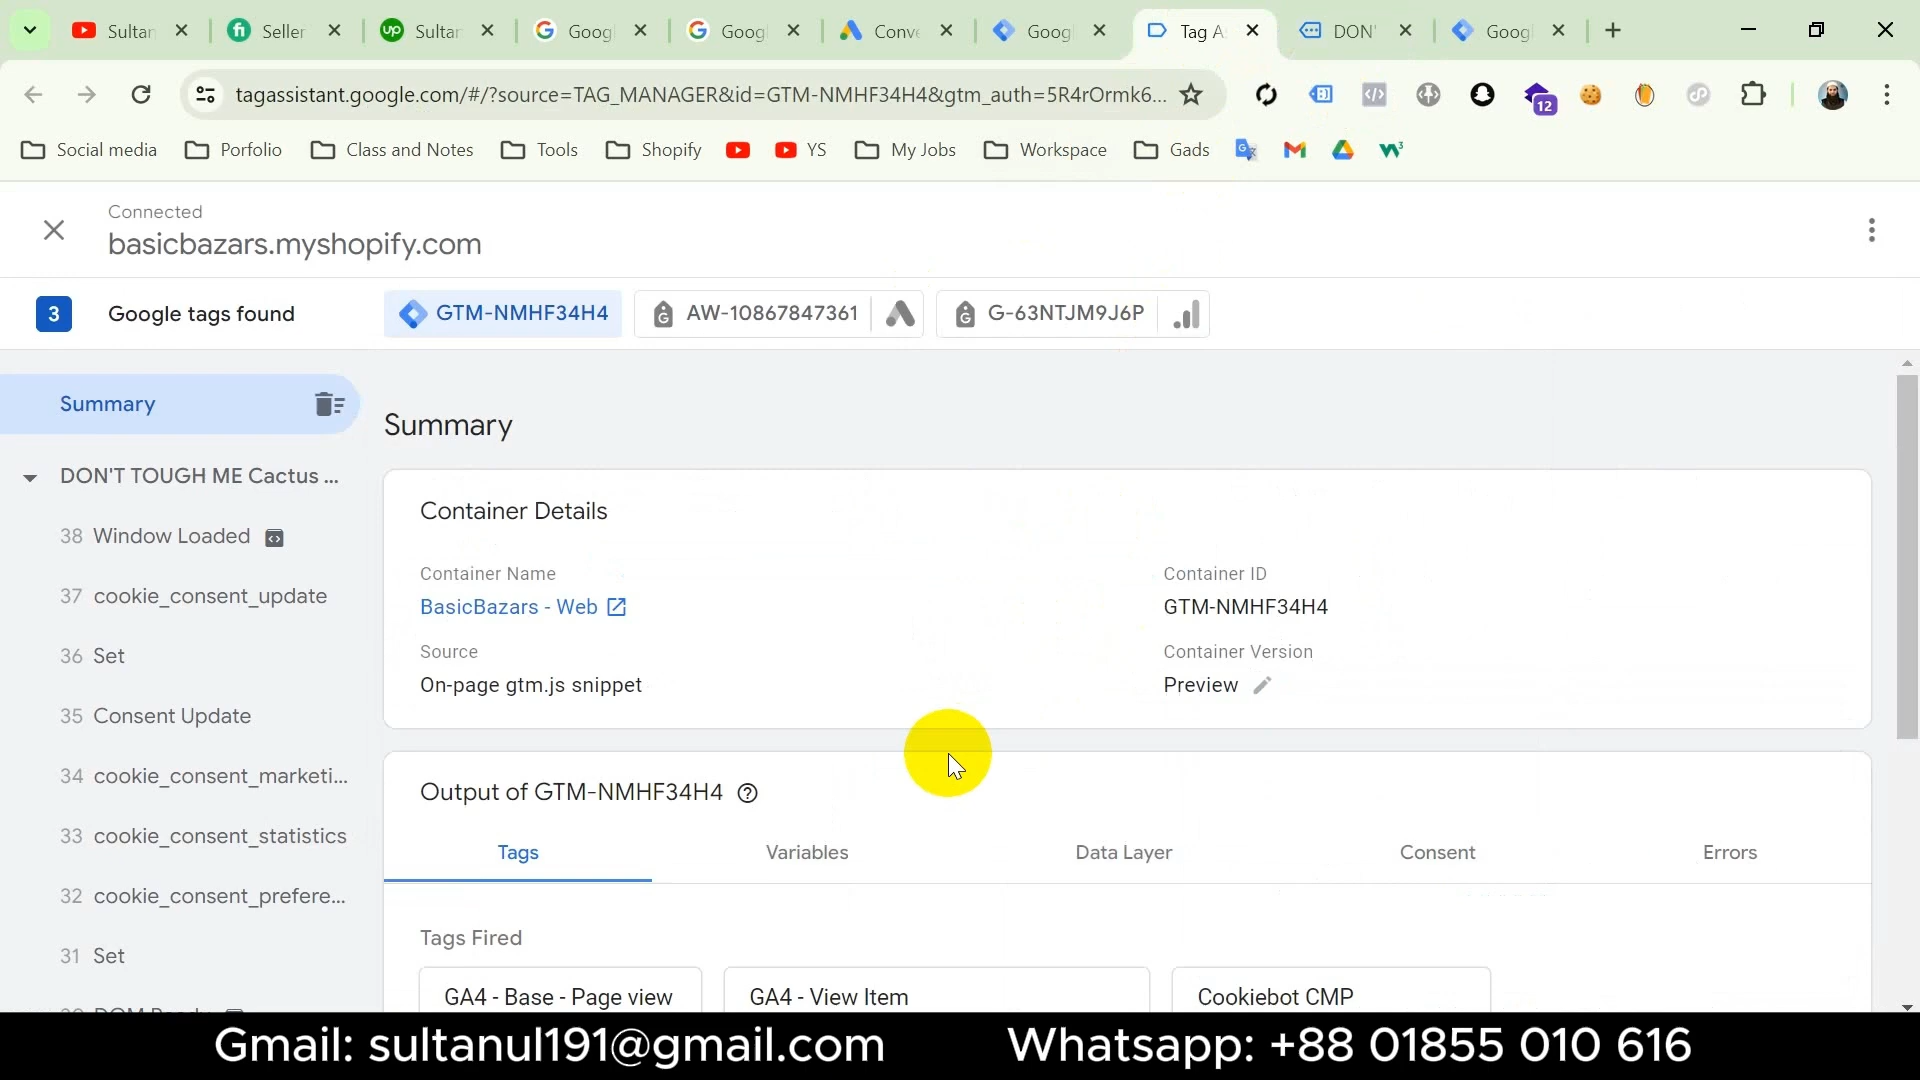 Sultan
Seller
Sultan
Goog
Goog
Conve
Goog
Tag A
DON'
Goog
tagassistant.google.com/#/?source=TAG_MANAGER&id=GTM-NMHF34H4&gtm_auth=5R4rOrmk6...
12
Social media
Porfolio
Class and Notes
Tools
Shopify
YS
My Jobs
Workspace
Gads
Connected
basicbazars.myshopify.com
3 Google tags found
GTM-NMHF34H4
AW-10867847361
G-63NTJM9J6P
Summary
DON'T TOUGH ME Cactus ...
38 Window Loaded
37 cookie_consent_update
36 Set
35 Consent Update
34 cookie_consent_marketi...
33 cookie_consent_statistics
32 cookie_consent_prefere...
31 Set
Summary
Container Details
Container Name
BasicBazars - Web
Container ID
GTM-NMHF34H4
Source
On-page gtm.js snippet
Container Version
Preview
Output of GTM-NMHF34H4
Tags
Variables
Data Layer
Consent
Errors
Tags Fired
GA4 - Base - Page view
GA4 - View Item
Cookiebot CMP
Gmail: sultanul191@gmail.com
Whatsapp: +88 01855 010 616